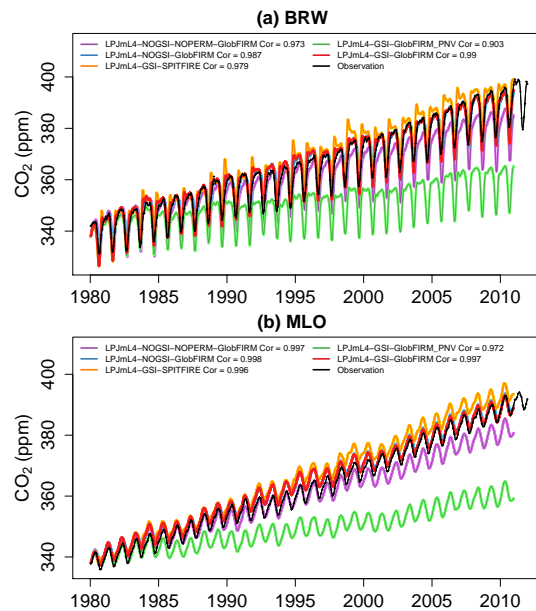 (a) BRW
LPJmL4−NOGSI−NOPERM−GlobFIRM Cor = 0.973
LPJmL4−NOGSI−GlobFIRM Cor = 0.987
LPJmL4−GSI−SPITFIRE Cor = 0.979
LPJmL4−GSI−GlobFIRM_PNV Cor = 0.903
LPJmL4−GSI−GlobFIRM Cor = 0.99
Observation
CO₂ (ppm)
400
380
360
340
1980 1985 1990 1995 2000 2005 2010
(b) MLO
LPJmL4−NOGSI−NOPERM−GlobFIRM Cor = 0.997
LPJmL4−NOGSI−GlobFIRM Cor = 0.998
LPJmL4−GSI−SPITFIRE Cor = 0.996
LPJmL4−GSI−GlobFIRM_PNV Cor = 0.972
LPJmL4−GSI−GlobFIRM Cor = 0.997
Observation
CO₂ (ppm)
400
380
360
340
1980 1985 1990 1995 2000 2005 2010